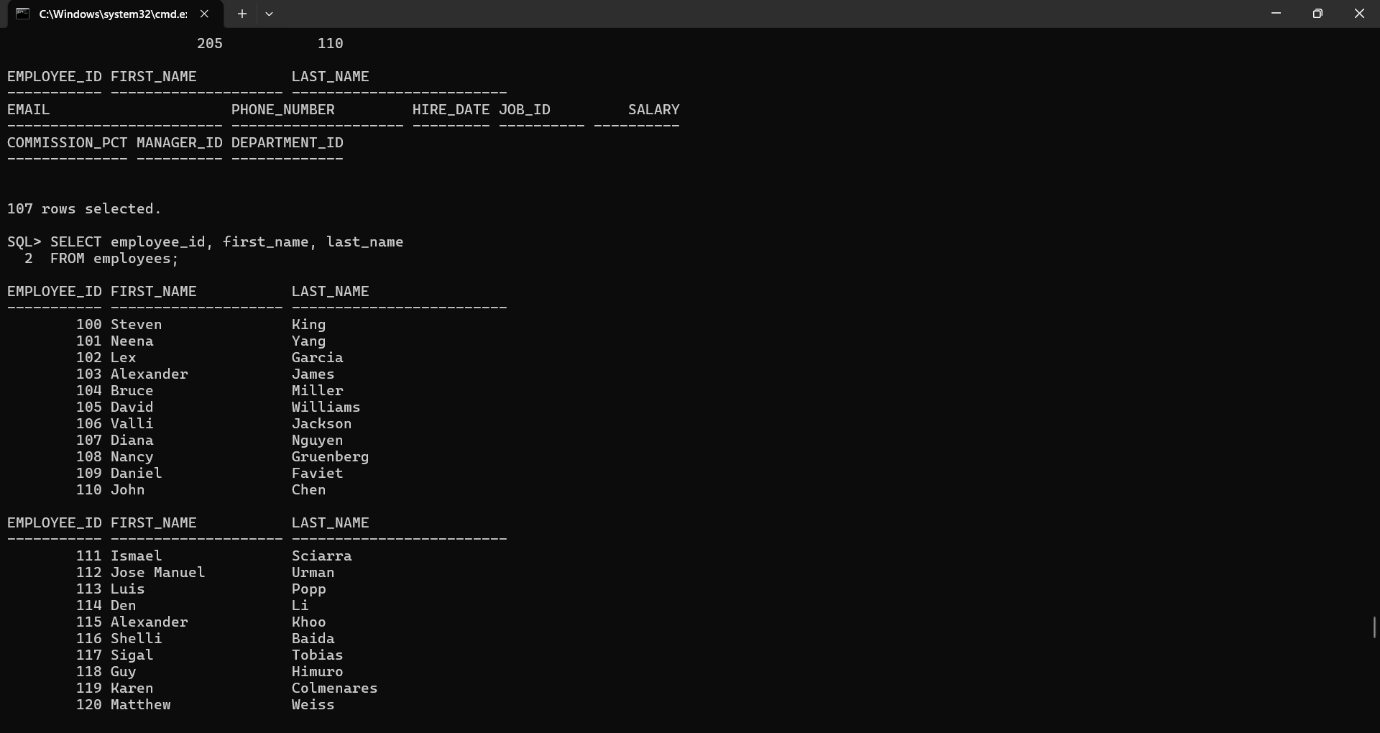 C:\Windows\system32\cmd.e:
205 110
EMPLOYEE_ID FIRST_NAME LAST_NAME
----------- -------------------- -------------------------
EMAIL PHONE_NUMBER HIRE_DATE JOB_ID SALARY
------------------------- -------------------- --------- ---------- ----------
COMMISSION_PCT MANAGER_ID DEPARTMENT_ID
-------------- ---------- -------------
107 rows selected.
SQL> SELECT employee_id, first_name, last_name
2 FROM employees;
EMPLOYEE_ID FIRST_NAME LAST_NAME
----------- -------------------- -------------------------
100 Steven King
101 Neena Yang
102 Lex Garcia
103 Alexander James
104 Bruce Miller
105 David Williams
106 Valli Jackson
107 Diana Nguyen
108 Nancy Gruenberg
109 Daniel Faviet
110 John Chen
EMPLOYEE_ID FIRST_NAME LAST_NAME
----------- -------------------- -------------------------
111 Ismael Sciarra
112 Jose Manuel Urman
113 Luis Popp
114 Den Li
115 Alexander Khoo
116 Shelli Baida
117 Sigal Tobias
118 Guy Himuro
119 Karen Colmenares
120 Matthew Weiss